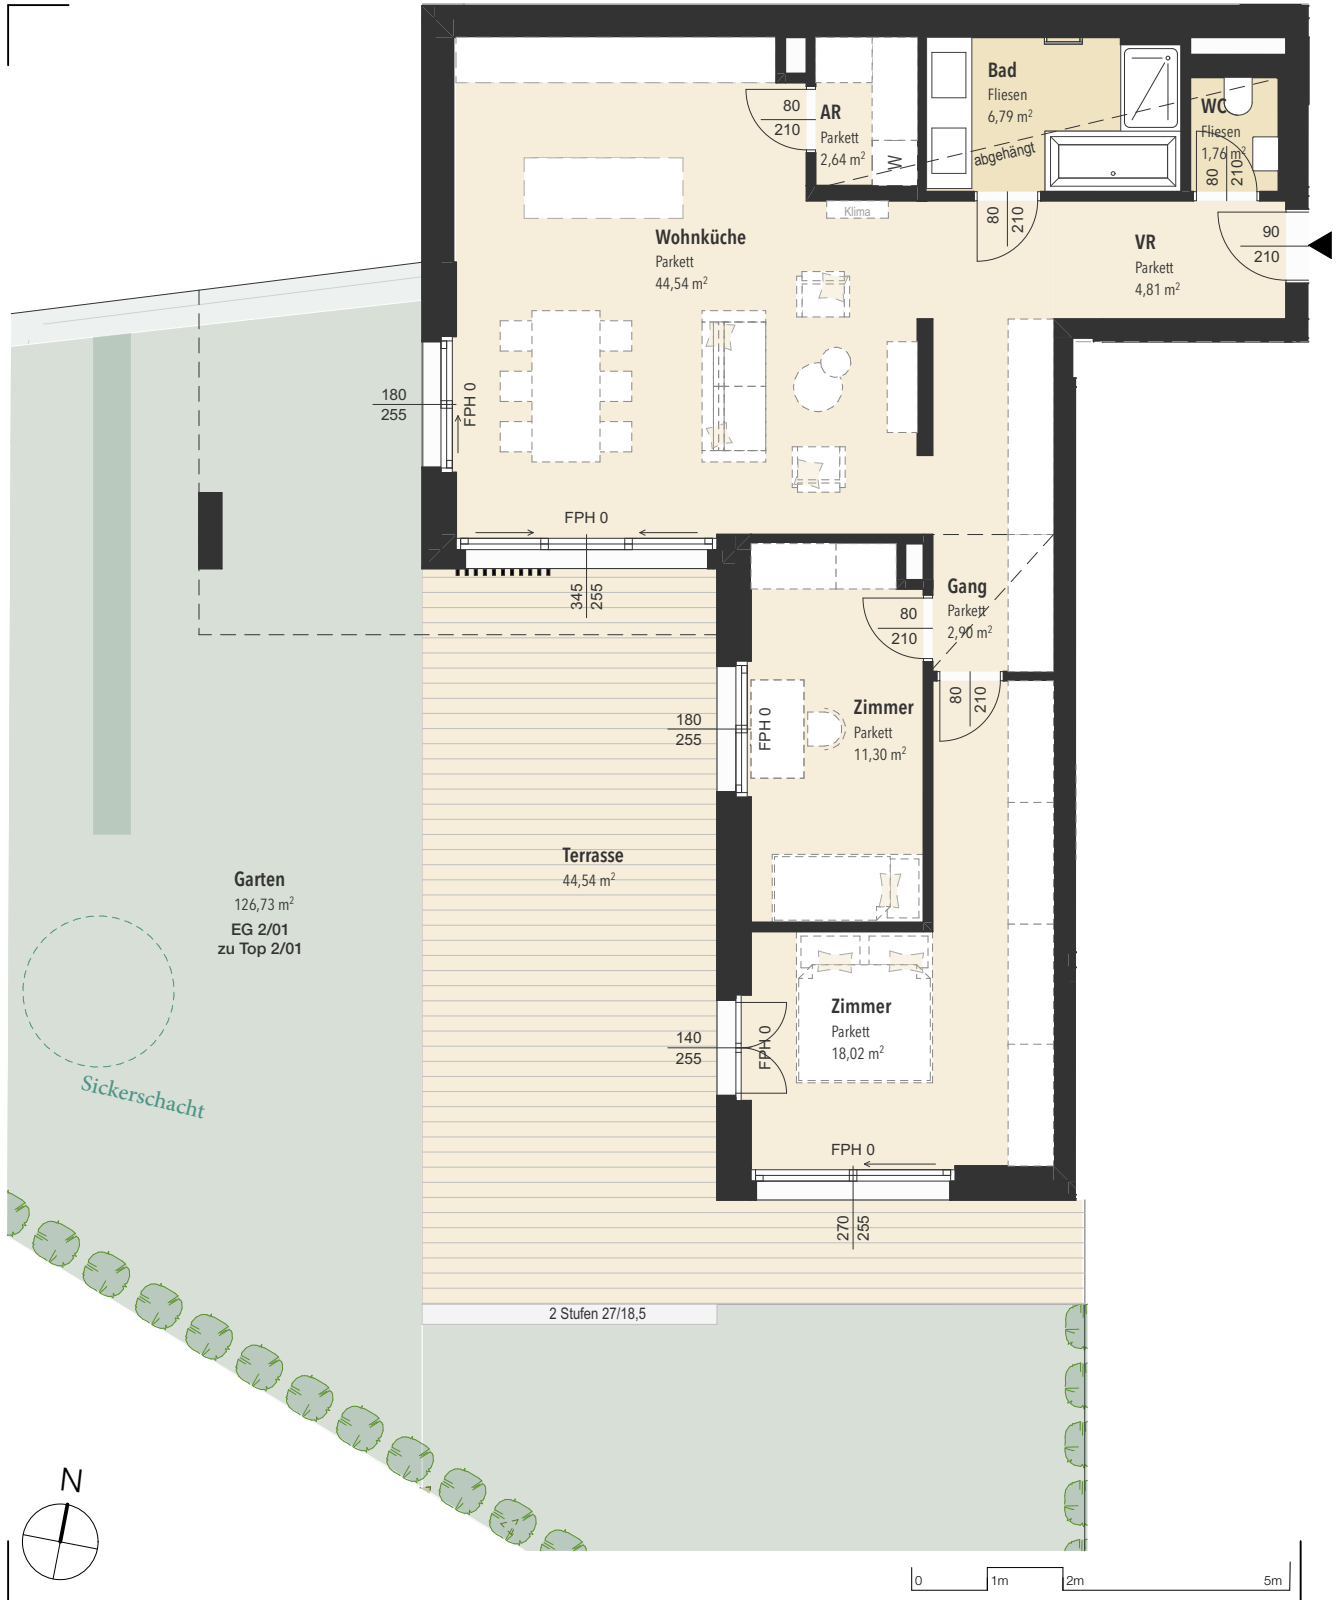 Bad
Fliesen
6,79 m²
WC
Fliesen
1,76 m²
80
210
AR
Parkett
2,64 m²
W
abgehängt
80
210
Klima
80
210
90
210
Wohnküche
Parkett
44,54 m²
VR
Parkett
4,81 m²
180
255
FPH 0
FPH 0
345
255
Gang
Parkett
2,90 m²
80
210
80
210
180
255
FPH 0
Zimmer
Parkett
11,30 m²
Terrasse
44,54 m²
Garten
126,73 m²
EG 2/01
zu Top 2/01
Zimmer
Parkett
18,02 m²
140
255
FPH 0
Sickerschacht
FPH 0
270
255
2 Stufen 27/18,5
N
0 1m 2m 5m